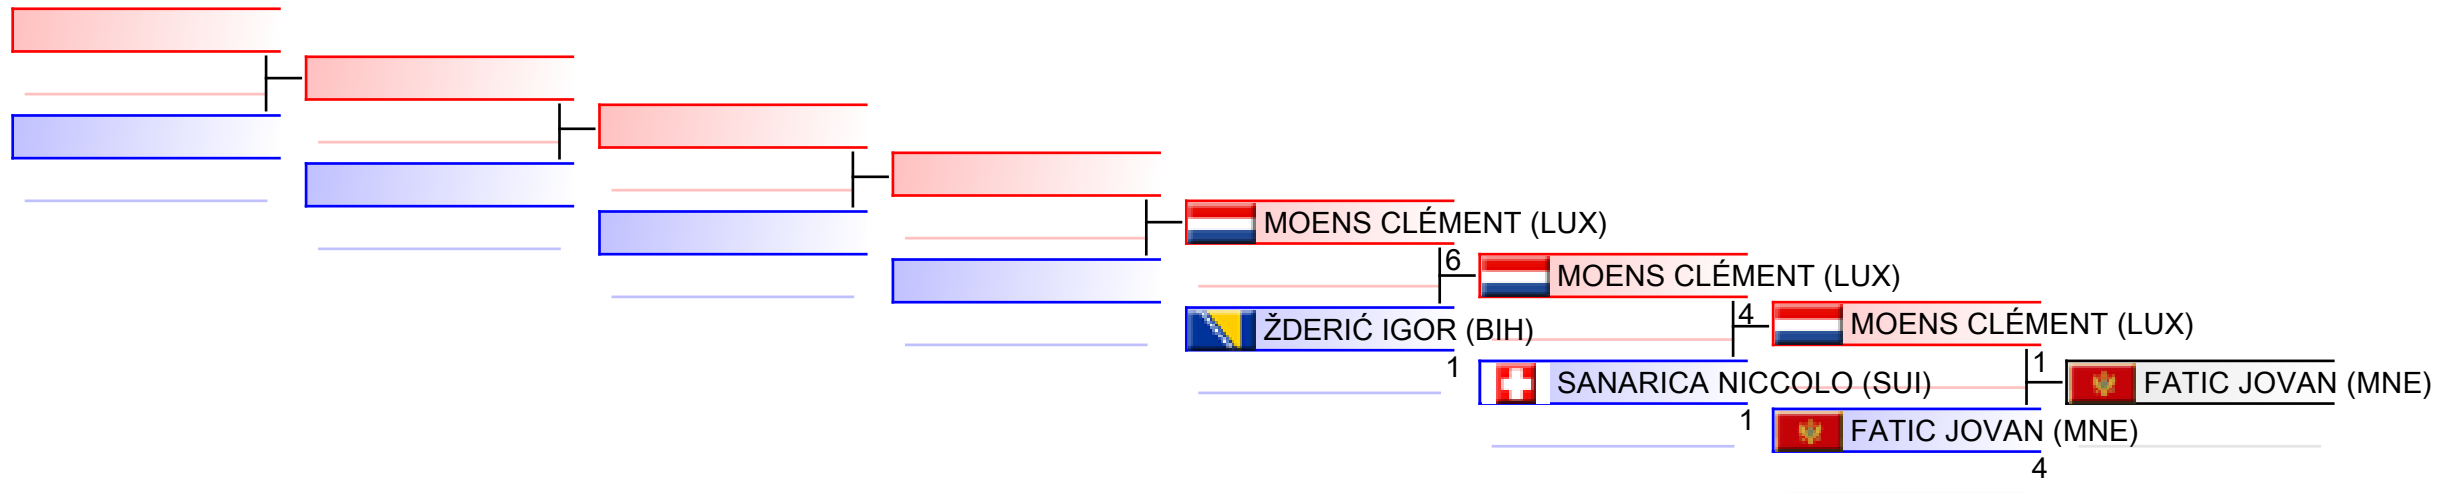 MOENS CLÉMENT (LUX)
6
ŽDERIĆ IGOR (BIH)
1
MOENS CLÉMENT (LUX)
4
SANARICA NICCOLO (SUI)
1
MOENS CLÉMENT (LUX)
1
FATIC JOVAN (MNE)
4
FATIC JOVAN (MNE)